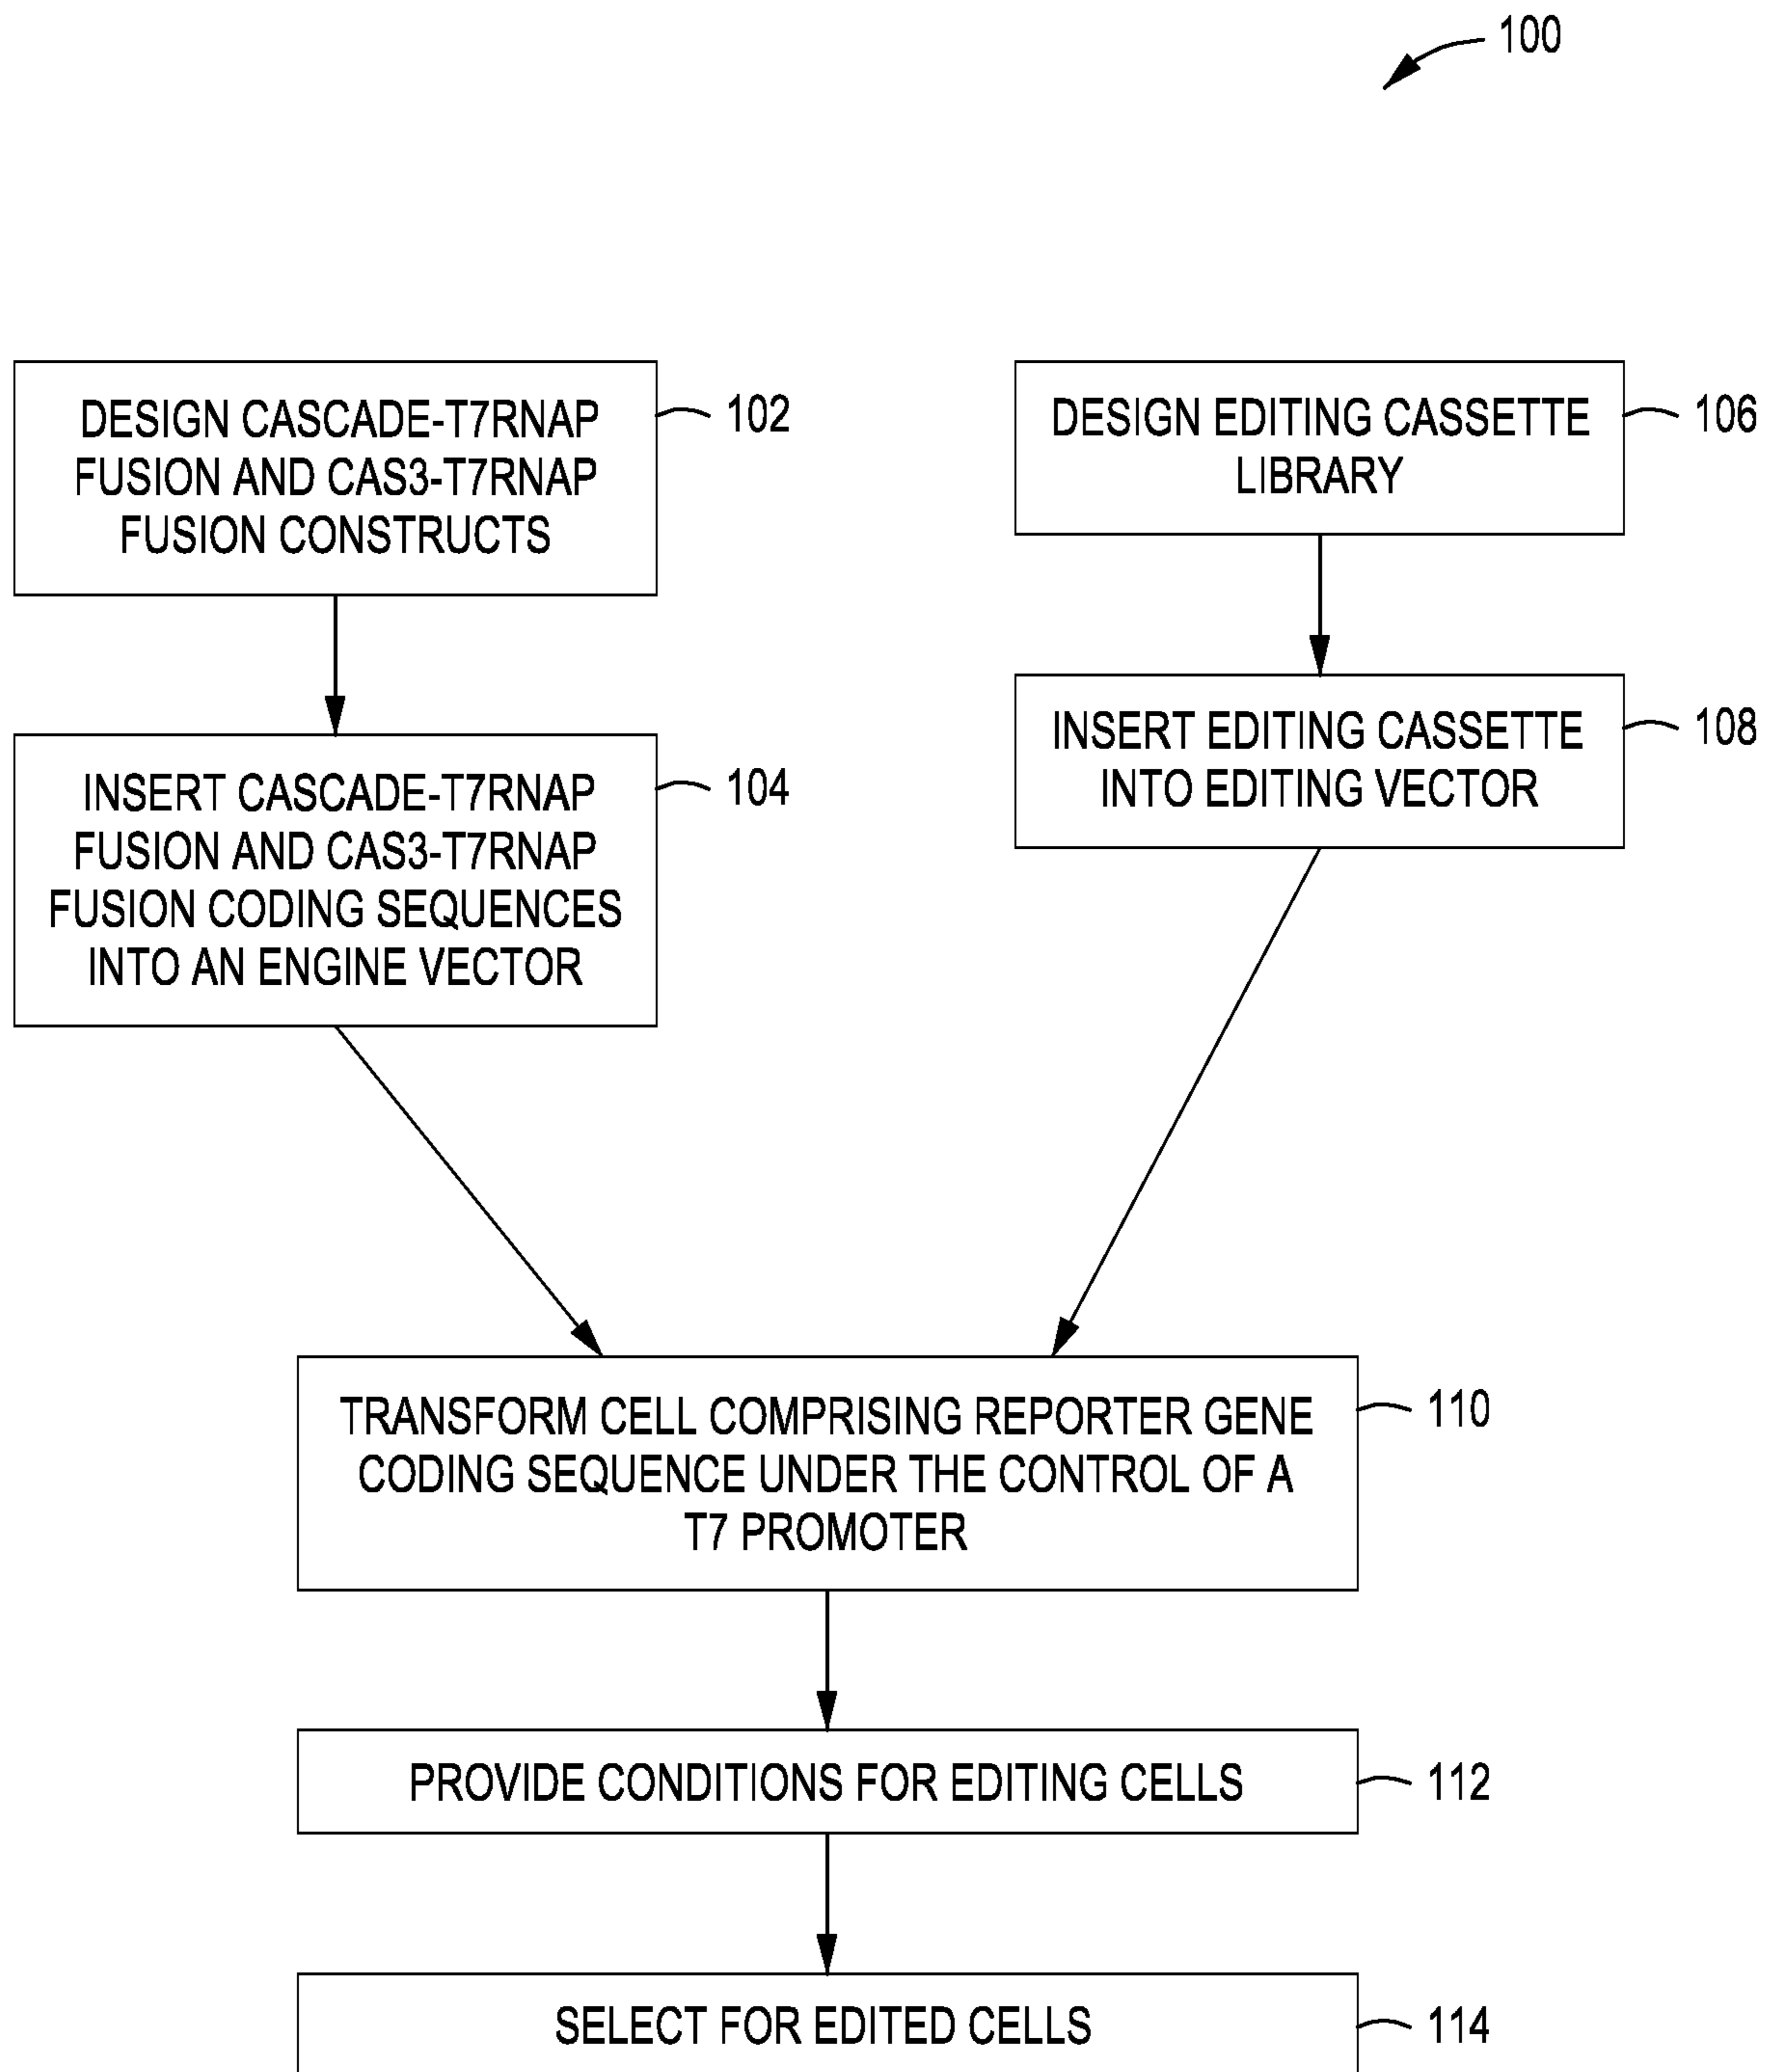 100
DESIGN CASCADE-T7RNAP
FUSION AND CAS3-T7RNAP
FUSION CONSTRUCTS
102
INSERT CASCADE-T7RNAP
FUSION AND CAS3-T7RNAP
FUSION CODING SEQUENCES
INTO AN ENGINE VECTOR
104
DESIGN EDITING CASSETTE
LIBRARY
106
INSERT EDITING CASSETTE
INTO EDITING VECTOR
108
TRANSFORM CELL COMPRISING REPORTER GENE
CODING SEQUENCE UNDER THE CONTROL OF A
T7 PROMOTER
110
PROVIDE CONDITIONS FOR EDITING CELLS
112
SELECT FOR EDITED CELLS
114